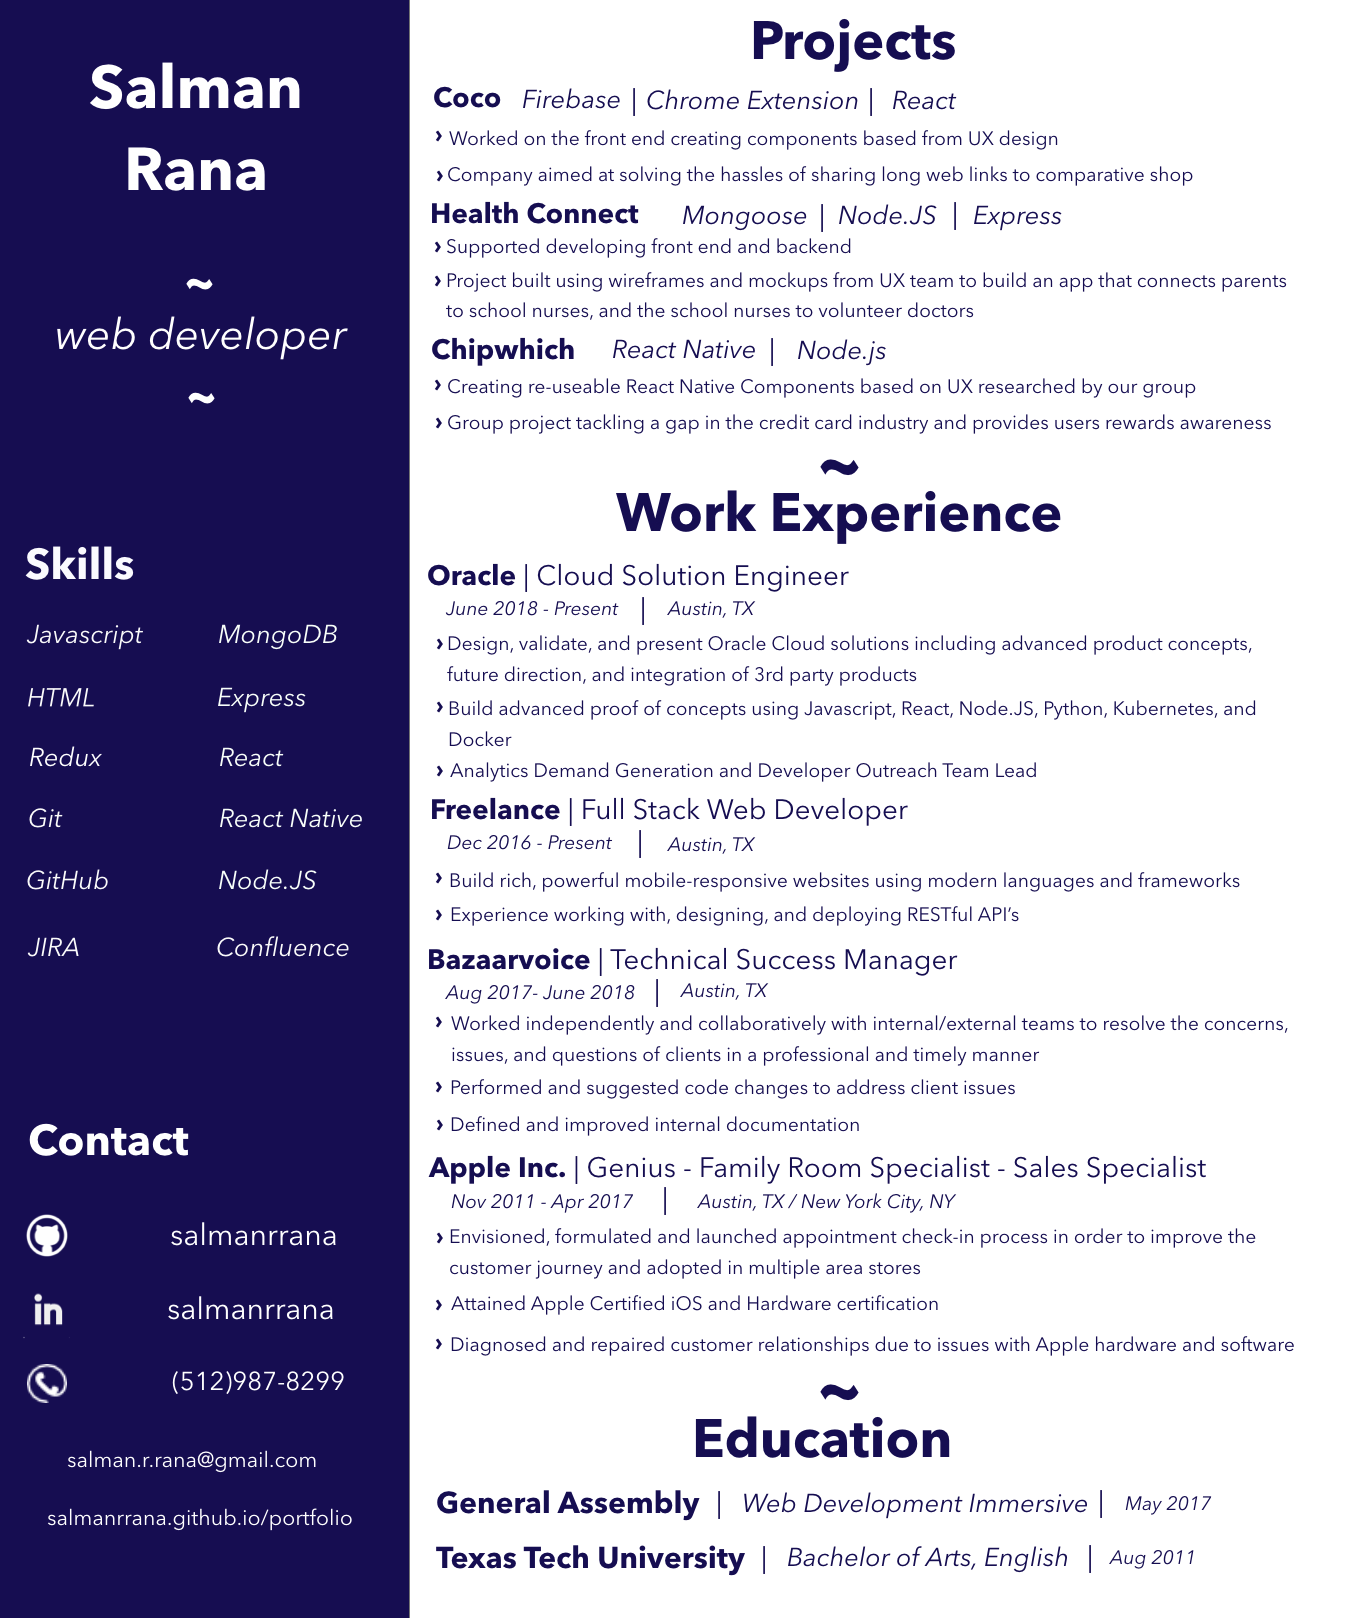 Salman
Rana
~
web developer
~
Skills
Javascript MongoDB
HTML Express
Redux React
Git React Native
GitHub Node.JS
JIRA Confluence
Contact
salmanrrana
in salmanrrana
(512)987-8299
salman.r.rana@gmail.com
salmanrrana.github.io/portfolio
Projects
Coco Firebase | Chrome Extension | React
› Worked on the front end creating components based from UX design
› Company aimed at solving the hassles of sharing long web links to comparative shop
Health Connect Mongoose | Node.JS | Express
› Supported developing front end and backend
› Project built using wireframes and mockups from UX team to build an app that connects parents
to school nurses, and the school nurses to volunteer doctors
Chipwhich React Native | Node.js
› Creating re-useable React Native Components based on UX researched by our group
› Group project tackling a gap in the credit card industry and provides users rewards awareness
~
Work Experience
Oracle | Cloud Solution Engineer
June 2018 - Present | Austin, TX
› Design, validate, and present Oracle Cloud solutions including advanced product concepts,
future direction, and integration of 3rd party products
› Build advanced proof of concepts using Javascript, React, Node.JS, Python, Kubernetes, and
Docker
› Analytics Demand Generation and Developer Outreach Team Lead
Freelance | Full Stack Web Developer
Dec 2016 - Present | Austin, TX
› Build rich, powerful mobile-responsive websites using modern languages and frameworks
› Experience working with, designing, and deploying RESTful API’s
Bazaarvoice | Technical Success Manager
Aug 2017- June 2018 | Austin, TX
› Worked independently and collaboratively with internal/external teams to resolve the concerns,
issues, and questions of clients in a professional and timely manner
› Performed and suggested code changes to address client issues
› Defined and improved internal documentation
Apple Inc. | Genius - Family Room Specialist - Sales Specialist
Nov 2011 - Apr 2017 | Austin, TX / New York City, NY
› Envisioned, formulated and launched appointment check-in process in order to improve the
customer journey and adopted in multiple area stores
› Attained Apple Certified iOS and Hardware certification
› Diagnosed and repaired customer relationships due to issues with Apple hardware and software
~
Education
General Assembly | Web Development Immersive | May 2017
Texas Tech University | Bachelor of Arts, English | Aug 2011